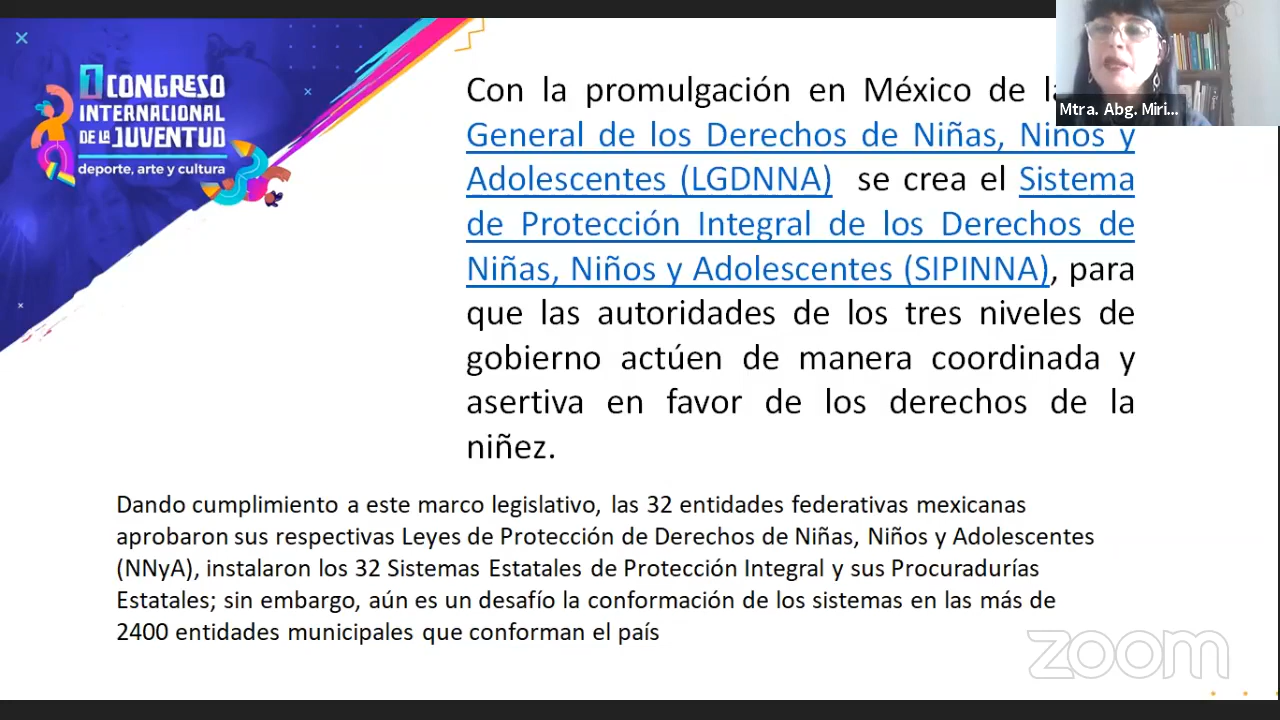 1 CONGRESO
INTERNACIONAL
DE LA JUVENTUD
deporte, arte y cultura
Con la promulgación en México de la
General de los Derechos de Niñas, Niños y
Adolescentes (LGDNNA) se crea el Sistema
de Protección Integral de los Derechos de
Niñas, Niños y Adolescentes (SIPINNA), para
que las autoridades de los tres niveles de
gobierno actúen de manera coordinada y
asertiva en favor de los derechos de la
niñez.
Mtra. Abg. Miri...
Dando cumplimiento a este marco legislativo, las 32 entidades federativas mexicanas
aprobaron sus respectivas Leyes de Protección de Derechos de Niñas, Niños y Adolescentes
(NNyA), instalaron los 32 Sistemas Estatales de Protección Integral y sus Procuradurías
Estatales; sin embargo, aún es un desafío la conformación de los sistemas en las más de
2400 entidades municipales que conforman el país
zoom